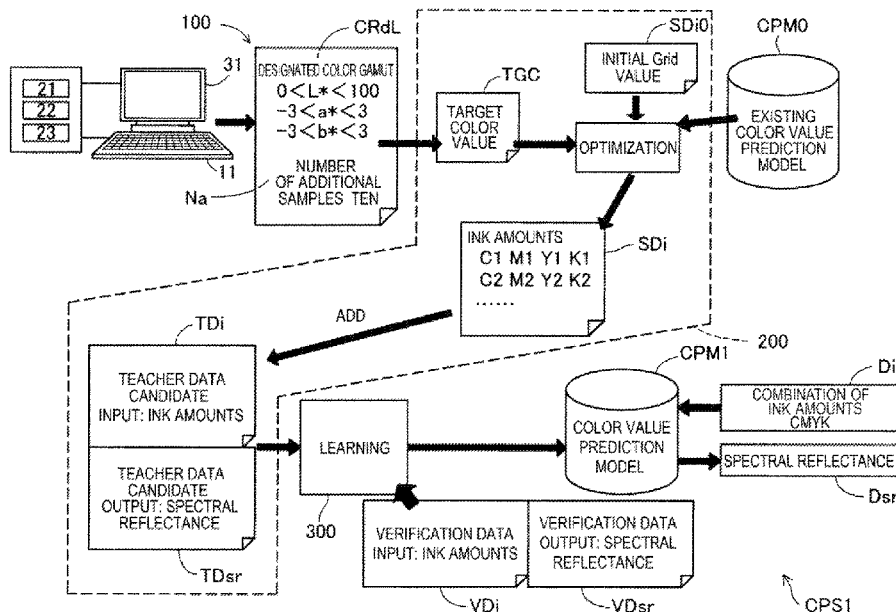 100
CRdL
SDi0
CPM0
31
21
22
23
11
DESIGNATED COLOR GAMUT
0<L*<100
-3<a*<3
-3<b*<3
NUMBER
OF ADDITIONAL
SAMPLES TEN
Na
TGC
TARGET
COLOR
VALUE
INITIAL Grid
VALUE
OPTIMIZATION
EXISTING
COLOR VALUE
PREDICTION
MODEL
INK AMOUNTS
C1 M1 Y1 K1
C2 M2 Y2 K2
......
SDi
ADD
200
TDi
TEACHER DATA
CANDIDATE
INPUT: INK AMOUNTS
TEACHER DATA
CANDIDATE
OUTPUT: SPECTRAL
REFLECTANCE
TDsr
LEARNING
300
CPM1
COLOR VALUE
PREDICTION
MODEL
Di
COMBINATION OF
INK AMOUNTS
CMYK
SPECTRAL REFLECTANCE
Dsr
VERIFICATION DATA
INPUT: INK AMOUNTS
VERIFICATION DATA
OUTPUT: SPECTRAL
REFLECTANCE
VDi
VDsr
CPS1